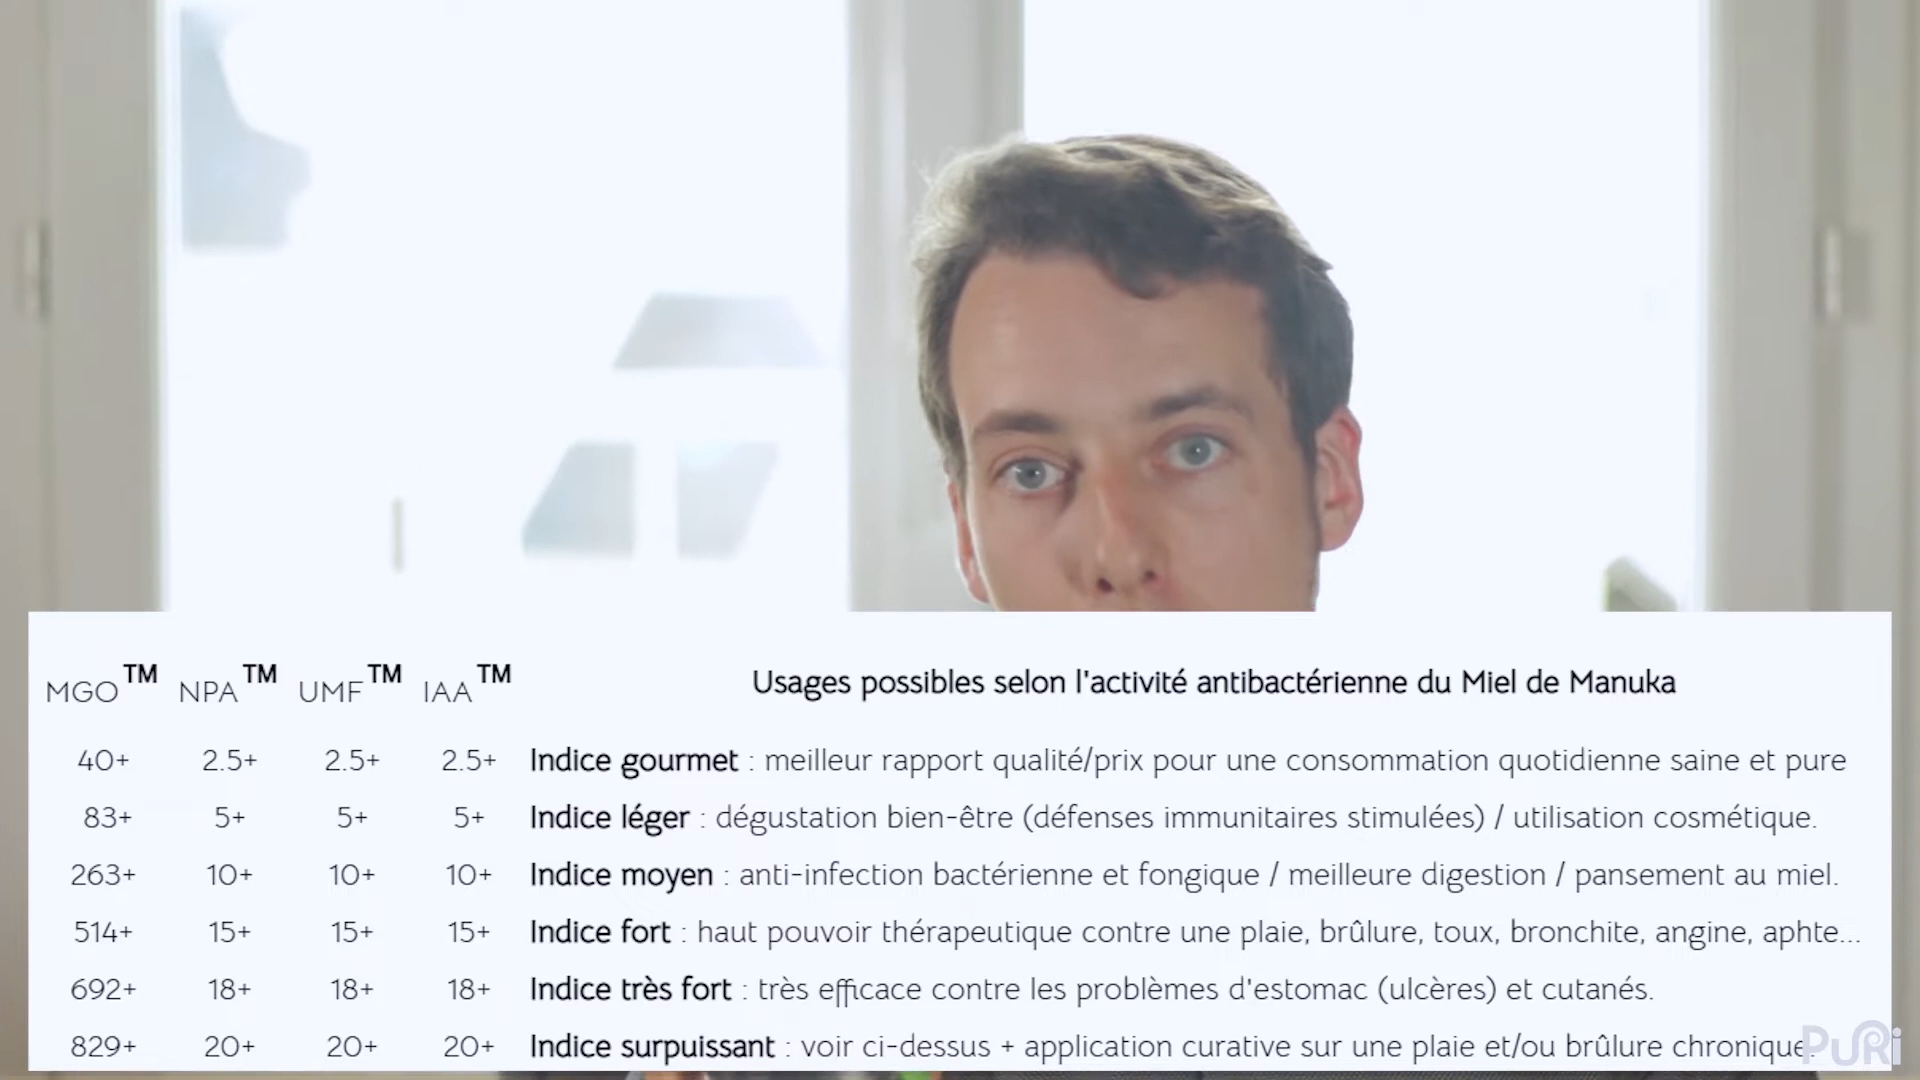 MGO™ NPA™ UMF™ IAA™ Usages possibles selon l'activité antibactérienne du Miel de Manuka
40+ 2.5+ 2.5+ 2.5+ Indice gourmet : meilleur rapport qualité/prix pour une consommation quotidienne saine et pure
83+ 5+ 5+ 5+ Indice léger : dégustation bien-être (défenses immunitaires stimulées) / utilisation cosmétique.
263+ 10+ 10+ 10+ Indice moyen : anti-infection bactérienne et fongique / meilleure digestion / pansement au miel.
514+ 15+ 15+ 15+ Indice fort : haut pouvoir thérapeutique contre une plaie, brûlure, toux, bronchite, angine, aphte...
692+ 18+ 18+ 18+ Indice très fort : très efficace contre les problèmes d'estomac (ulcères) et cutanés.
829+ 20+ 20+ 20+ Indice surpuissant : voir ci-dessus + application curative sur une plaie et/ou brûlure chronique.
PURi